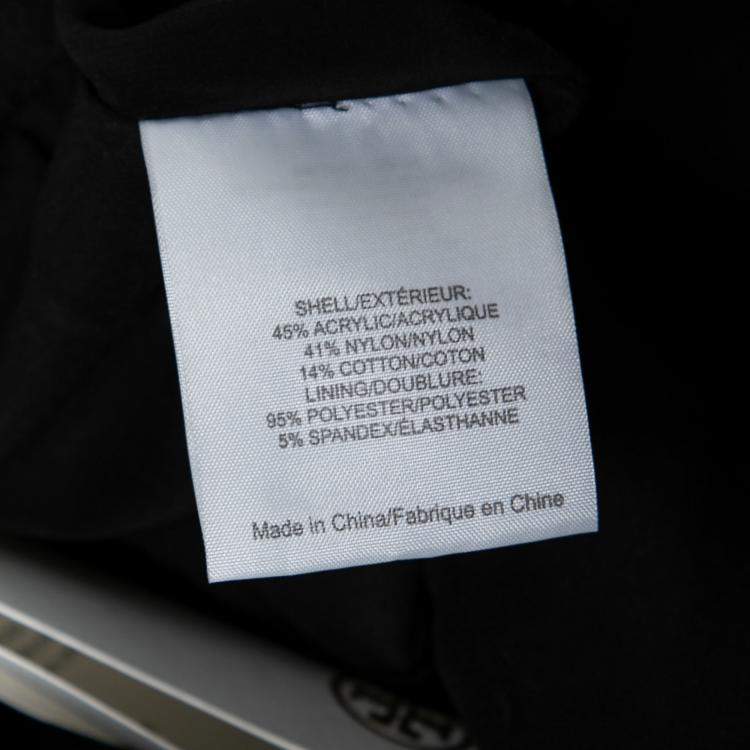 SHELL/EXTÉRIEUR:
45% ACRYLIC/ACRYLIQUE
41% NYLON/NYLON
14% COTTON/COTON
LINING/DOUBLURE:
95% POLYESTER/POLYESTER
5% SPANDEX/ÉLASTHANNE
Made in China/Fabrique en Chine